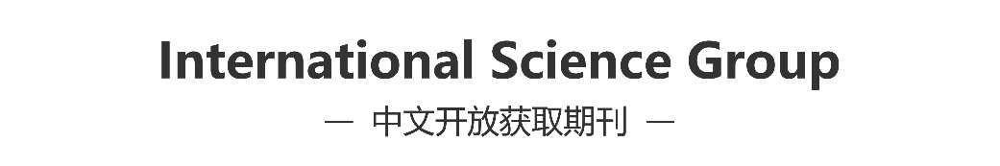 International Science Group
— 中文开放获取期刊 —